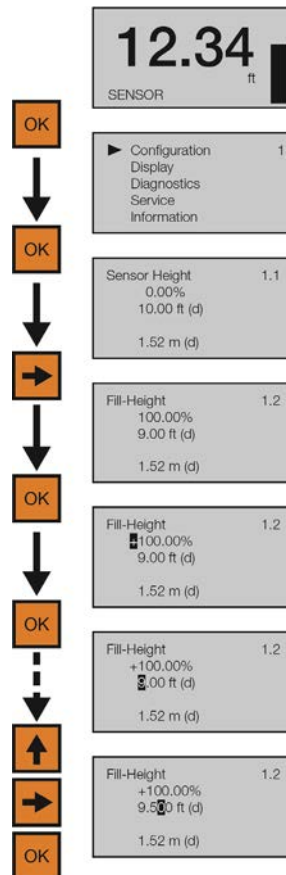 12.34
ft
SENSOR
OK
Configuration 1
Display
Diagnostics
Service
Information
OK
Sensor Height 1.1
0.00%
10.00 ft (d)
1.52 m (d)
Fill-Height 1.2
100.00%
9.00 ft (d)
1.52 m (d)
OK
Fill-Height 1.2
+100.00%
9.00 ft (d)
1.52 m (d)
OK
Fill-Height 1.2
+100.00%
9.00 ft (d)
1.52 m (d)
Fill-Height 1.2
+100.00%
9.500 ft (d)
1.52 m (d)
OK